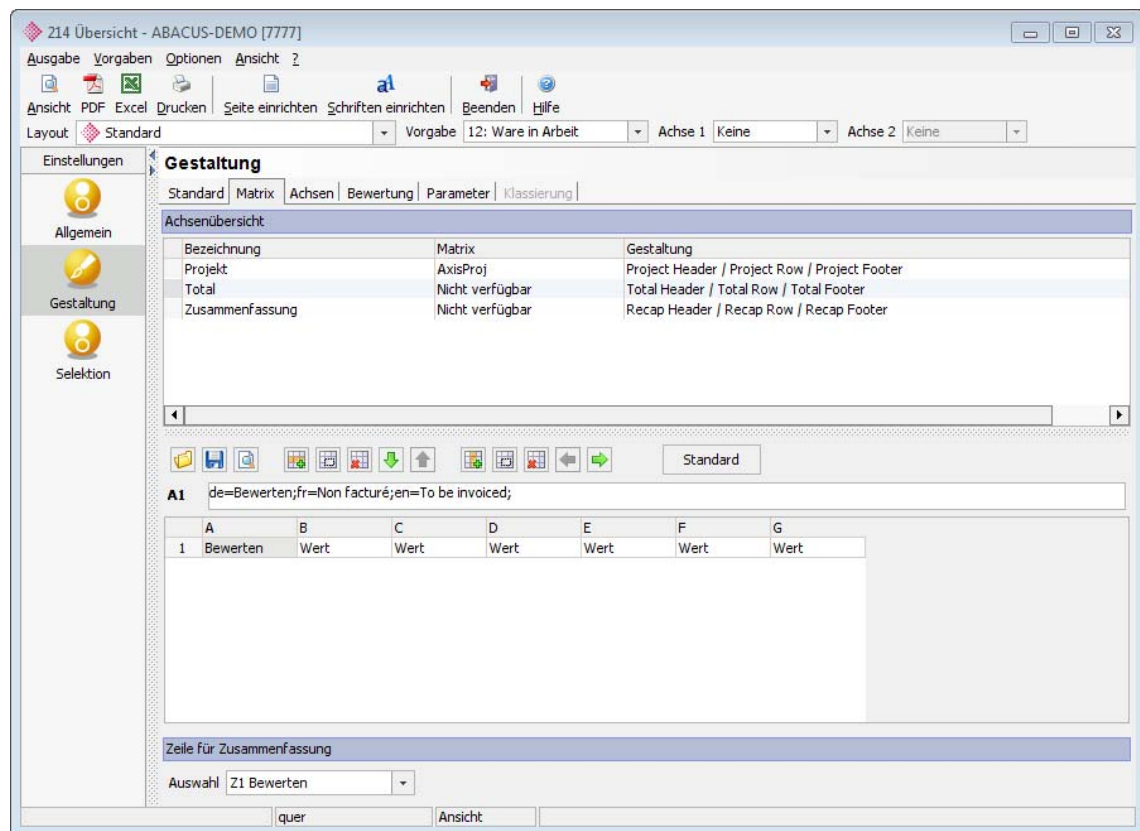 214 Übersicht - ABACUS-DEMO [7777]
Ausgabe Vorgaben Optionen Ansicht ?
Ansicht PDF Excel Drucken Seite einrichten Schriften einrichten Beenden Hilfe
Layout Standard Vorgabe 12: Ware in Arbeit Achse 1 Keine Achse 2 Keine
Einstellungen
Allgemein
Gestaltung
Selektion
Gestaltung
Standard Matrix Achsen Bewertung Parameter Klassierung
Achsenübersicht
Bezeichnung Matrix Gestaltung
Projekt AxisProj Project Header / Project Row / Project Footer
Total Nicht verfügbar Total Header / Total Row / Total Footer
Zusammenfassung Nicht verfügbar Recap Header / Recap Row / Recap Footer
Standard
A1 de=Bewerten;fr=Non facturé;en=To be invoiced;
A B C D E F G
1 Bewerten Wert Wert Wert Wert Wert Wert
Zeile für Zusammenfassung
Auswahl Z1 Bewerten
quer Ansicht